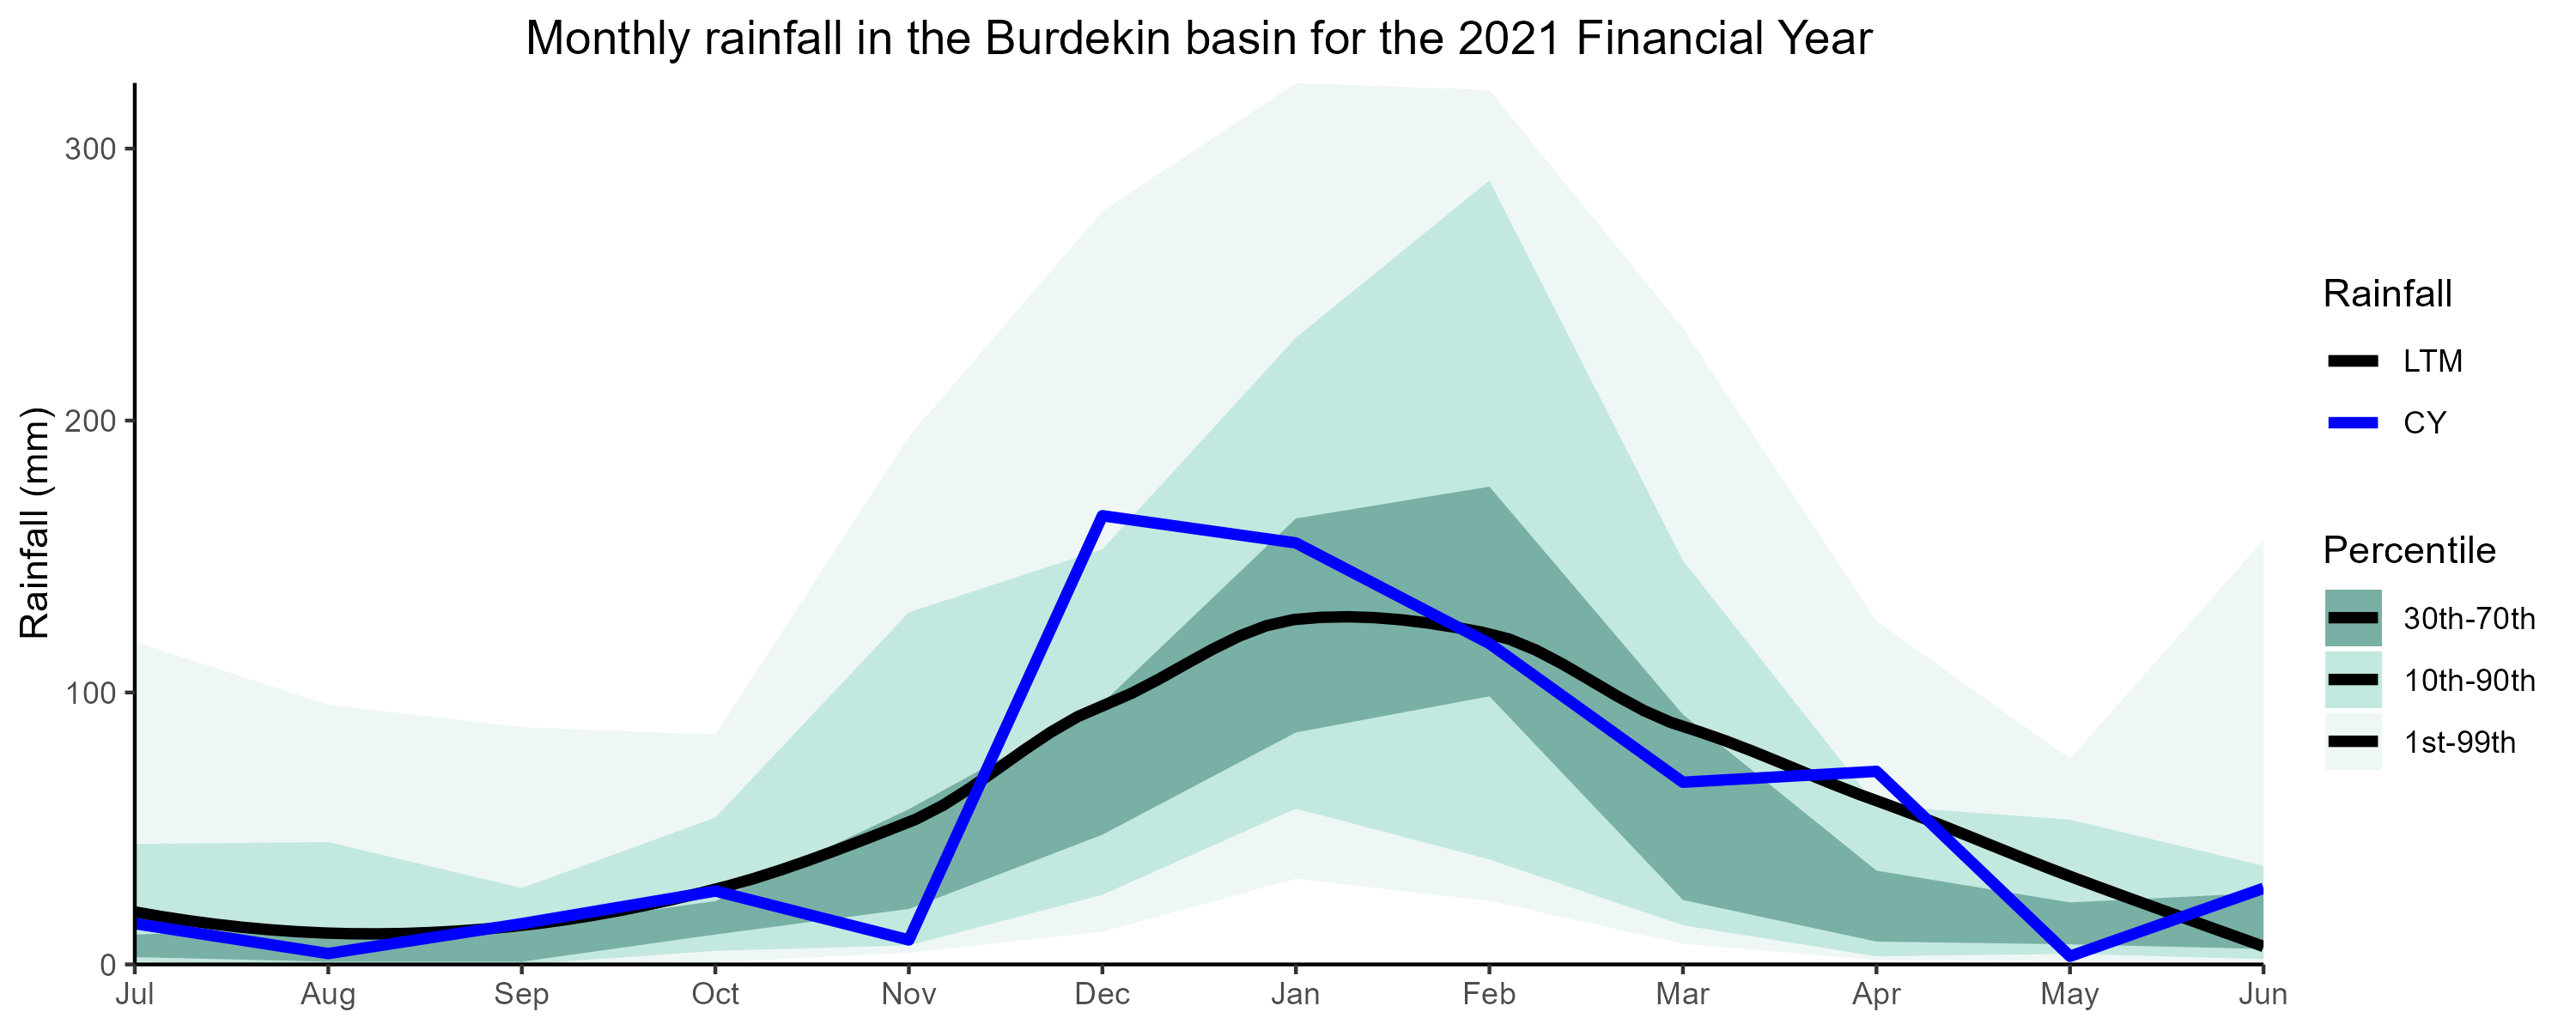 Monthly rainfall in the Burdekin basin for the 2021 Financial Year
Rainfall (mm)
300
200
100
0
Jul Aug Sep Oct Nov Dec Jan Feb Mar Apr May Jun
Rainfall
LTM
CY
Percentile
30th-70th
10th-90th
1st-99th